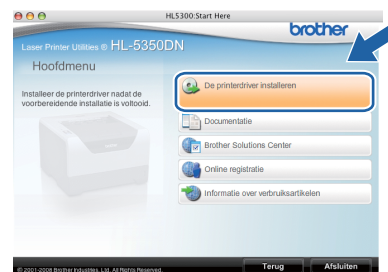 HL5300:Start Here
brother
Laser Printer Utilities ® HL-5350DN
Hoofdmenu
Installeer de printerdriver nadat de
voorbereidende installatie is voltooid.
De printerdriver installeren
Documentatie
Brother Solutions Center
Online registratie
Informatie over verbruiksartikelen
© 2001-2008 Brother Industries, Ltd. All Rights Reserved.
Terug
Afsluiten